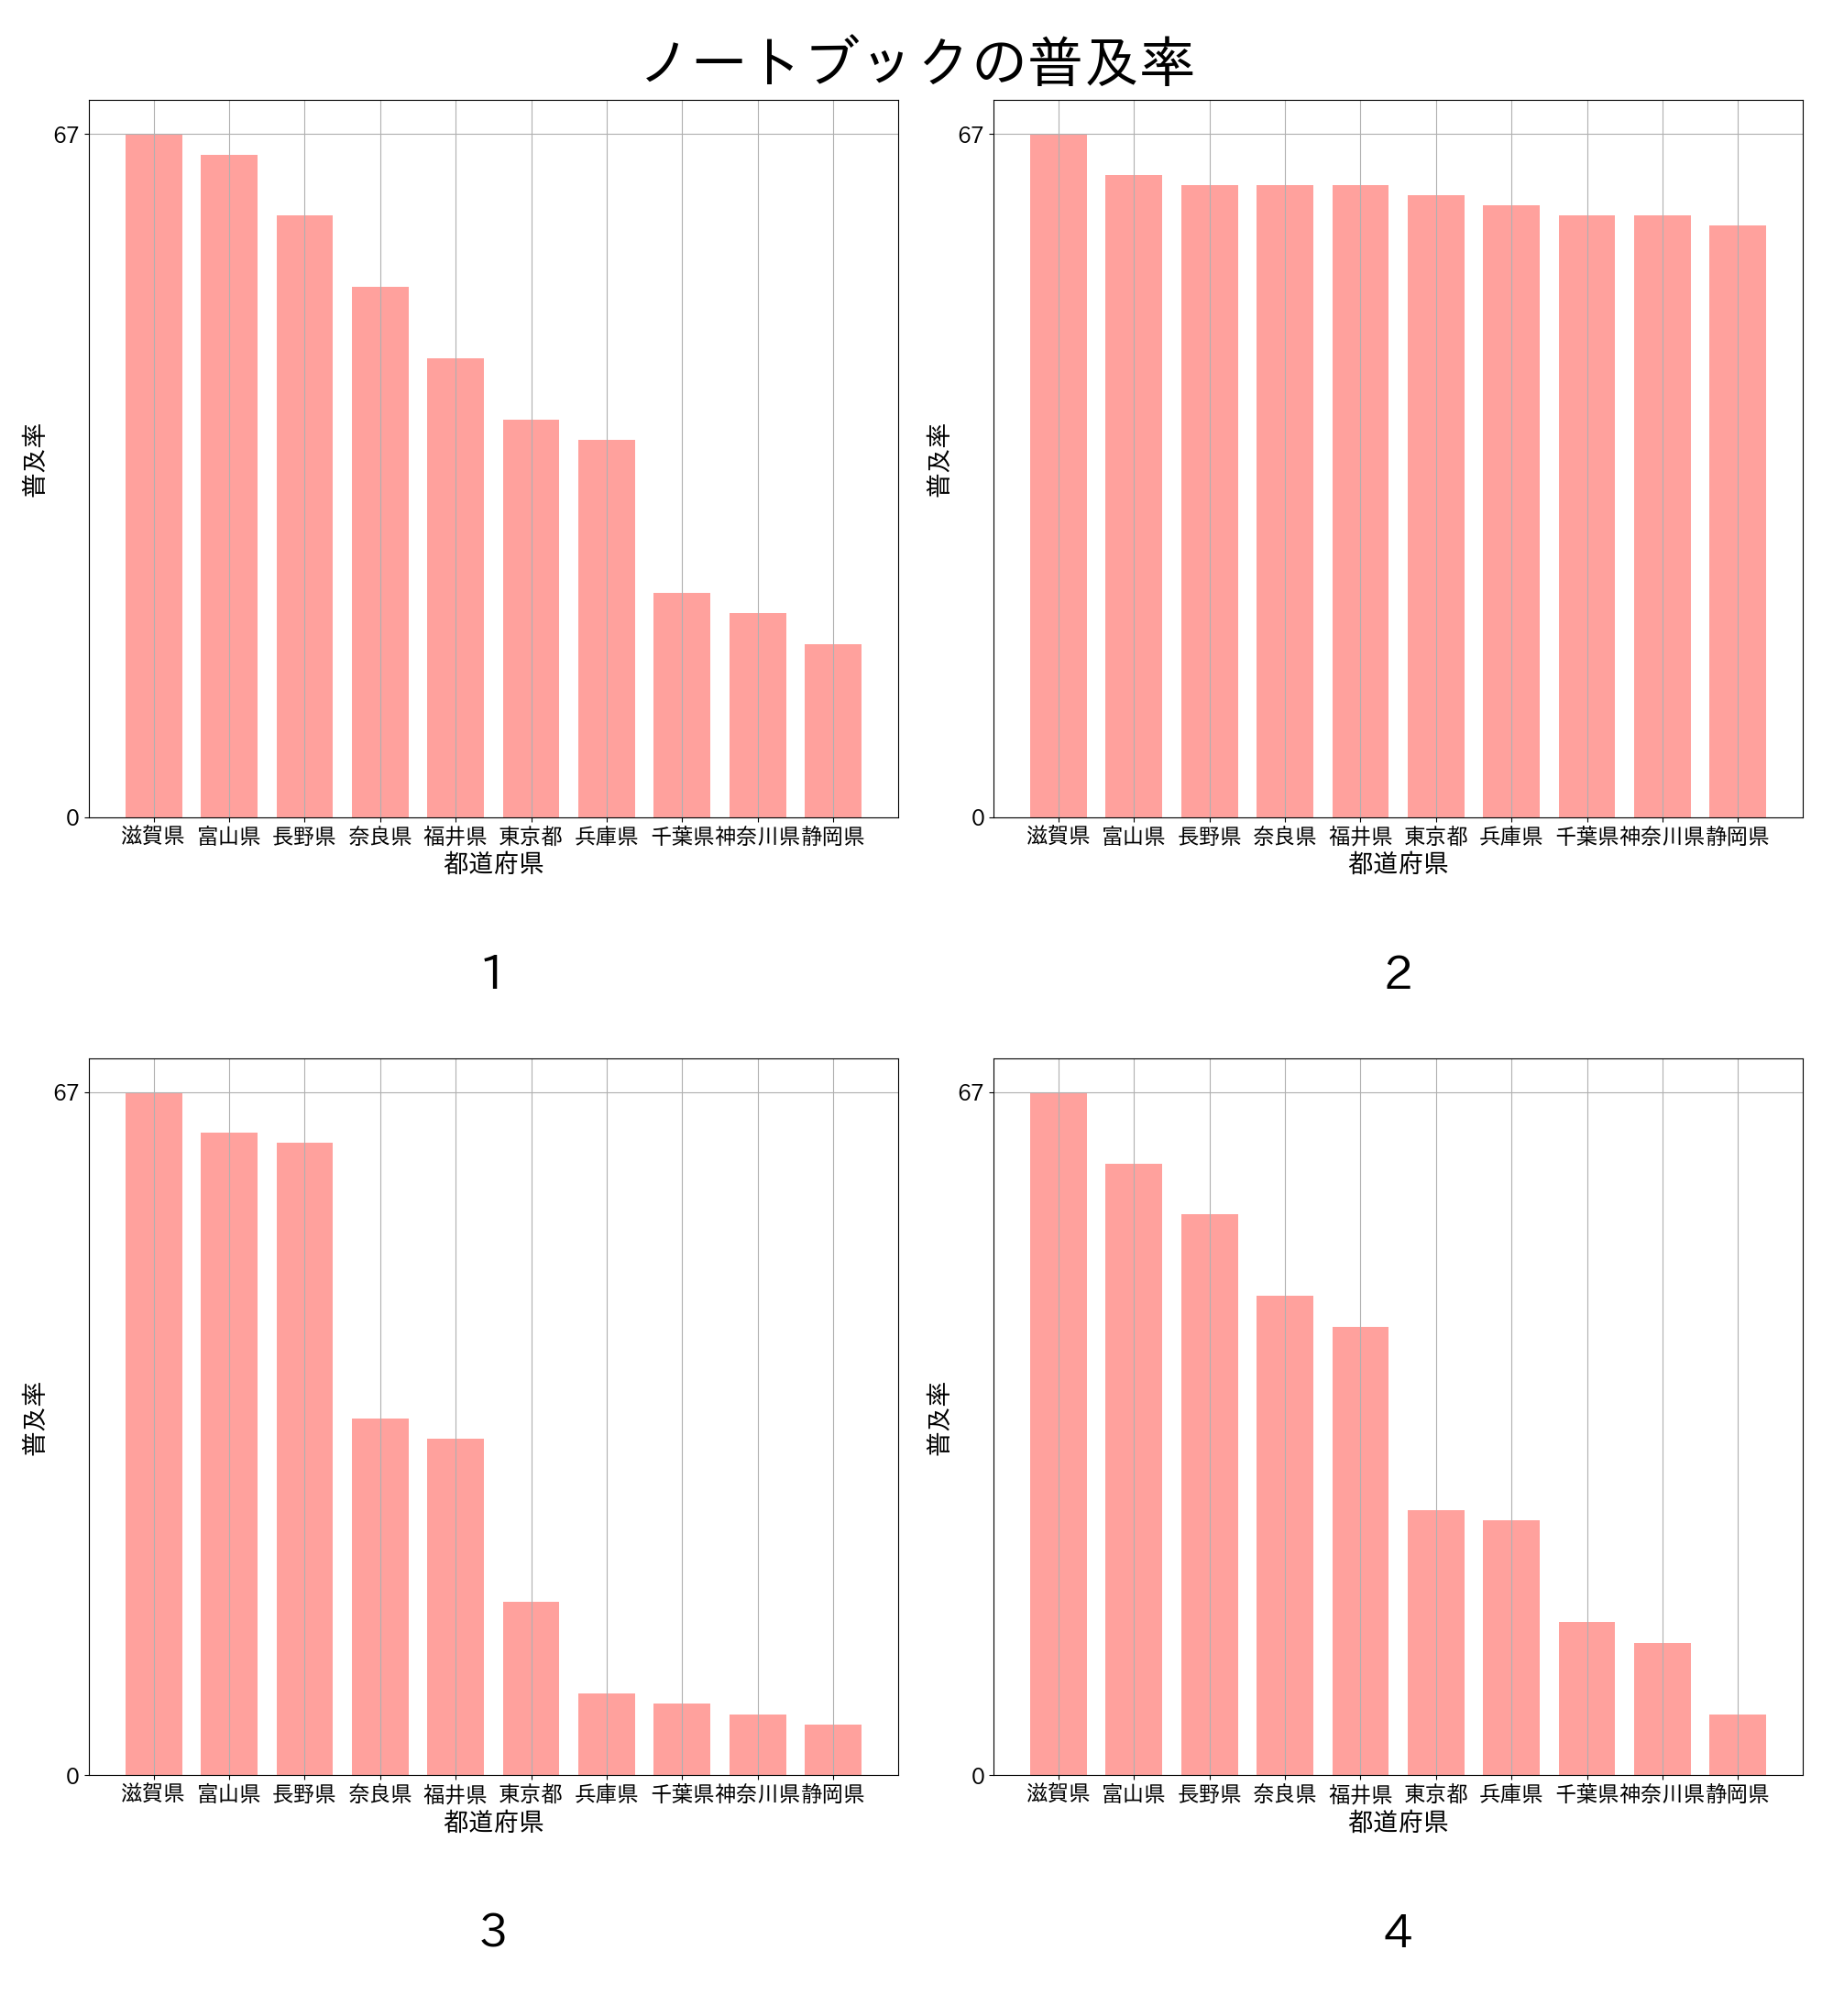 ノートブックの普及率
67
0
普及率
滋賀県 富山県 長野県 奈良県 福井県 東京都 兵庫県 千葉県 神奈川県 静岡県
都道府県
1
67
0
普及率
滋賀県 富山県 長野県 奈良県 福井県 東京都 兵庫県 千葉県 神奈川県 静岡県
都道府県
2
67
0
普及率
滋賀県 富山県 長野県 奈良県 福井県 東京都 兵庫県 千葉県 神奈川県 静岡県
都道府県
3
67
0
普及率
滋賀県 富山県 長野県 奈良県 福井県 東京都 兵庫県 千葉県 神奈川県 静岡県
都道府県
4